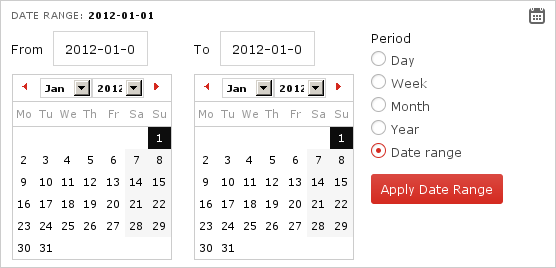 DATE RANGE: 2012-01-01
From 2012-01-0
Jan 2012
Mo Tu We Th Fr Sa Su
1
2 3 4 5 6 7 8
9 10 11 12 13 14 15
16 17 18 19 20 21 22
23 24 25 26 27 28 29
30 31
To 2012-01-0
Jan 2012
Mo Tu We Th Fr Sa Su
1
2 3 4 5 6 7 8
9 10 11 12 13 14 15
16 17 18 19 20 21 22
23 24 25 26 27 28 29
30 31
Period
Day
Week
Month
Year
Date range
Apply Date Range